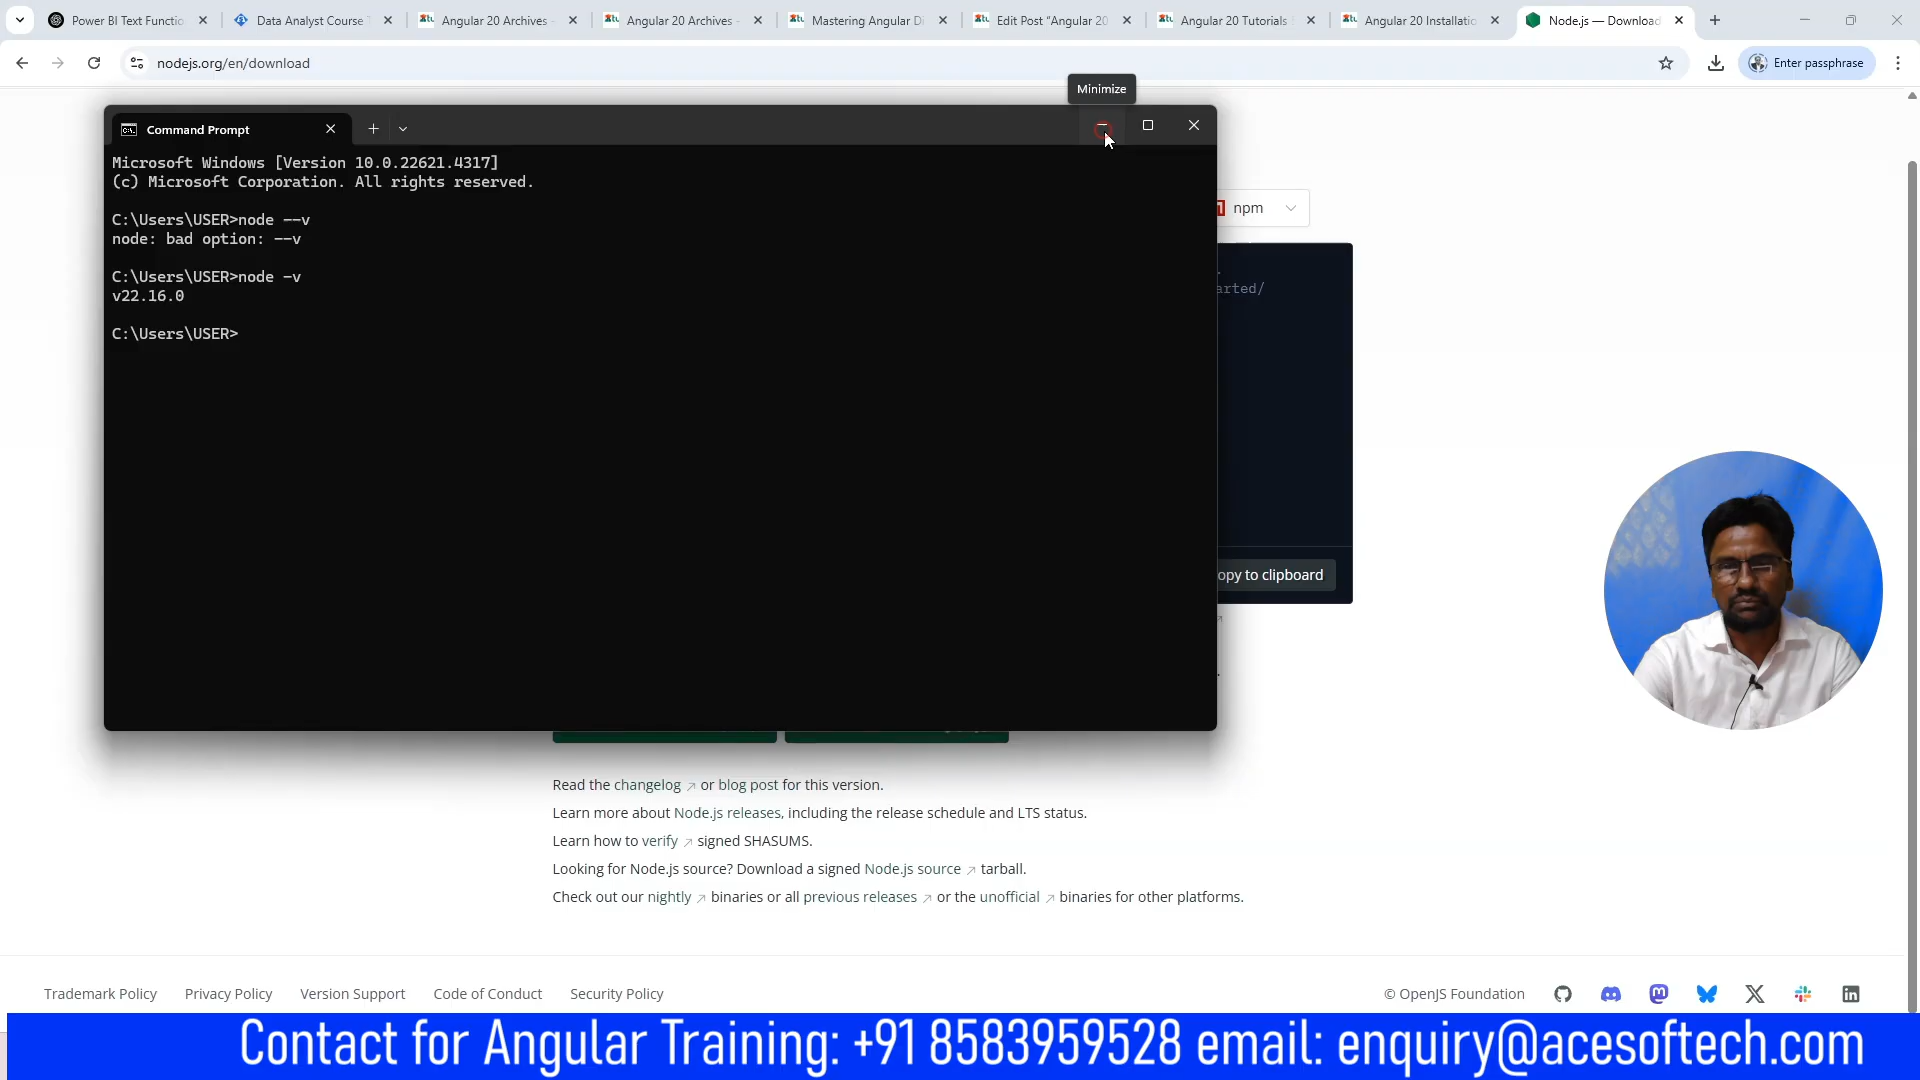 Power BI Text Functio
Data Analyst Course
Angular 20 Archives -
Angular 20 Archives -
Mastering Angular Di
Edit Post “Angular 20
Angular 20 Tutorials
Angular 20 Installatio
Node.js — Download
nodejs.org/en/download
Enter passphrase
Minimize
Command Prompt
Microsoft Windows [Version 10.0.22621.4317]
(c) Microsoft Corporation. All rights reserved.
C:\Users\USER>node --v
node: bad option: --v
C:\Users\USER>node -v
v22.16.0
C:\Users\USER>
npm
arted/
opy to clipboard
Read the changelog or blog post for this version.
Learn more about Node.js releases, including the release schedule and LTS status.
Learn how to verify signed SHASUMS.
Looking for Node.js source? Download a signed Node.js source tarball.
Check out our nightly binaries or all previous releases or the unofficial binaries for other platforms.
Trademark Policy Privacy Policy Version Support Code of Conduct Security Policy
© OpenJS Foundation
Contact for Angular Training: +91 8583959528 email: enquiry@acesoftech.com